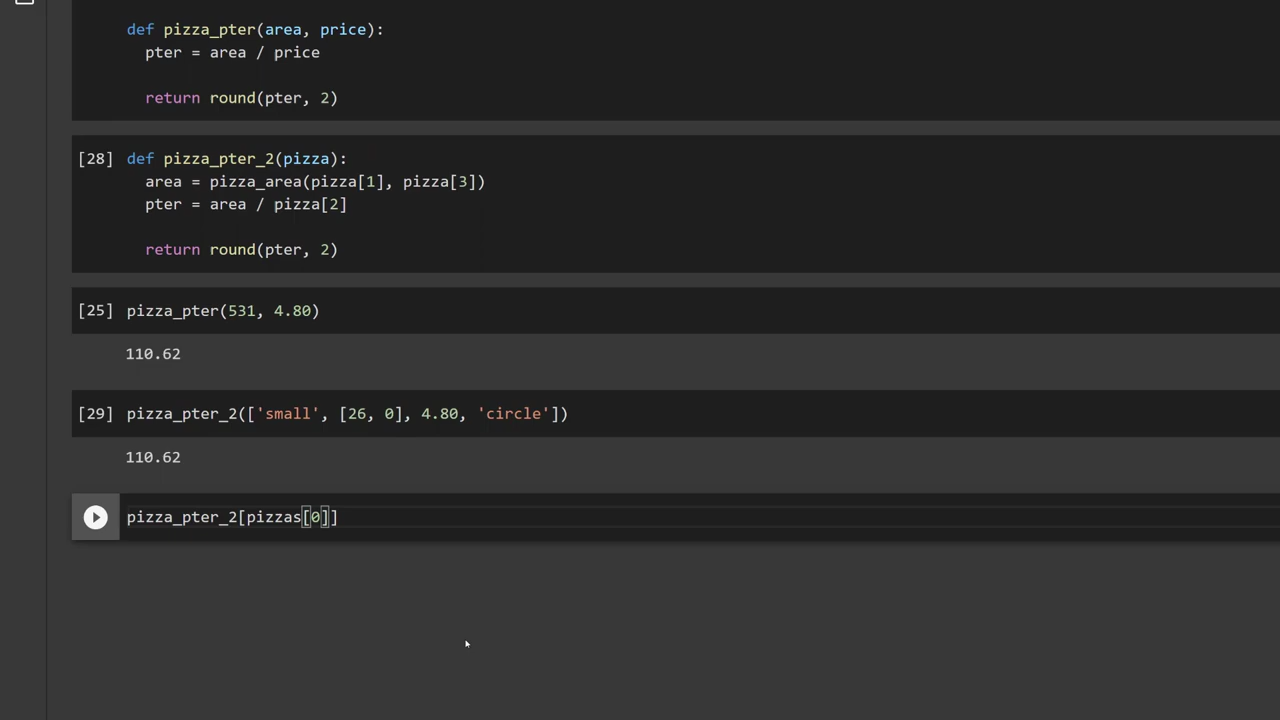 def pizza_pter(area, price):
  pter = area / price
  return round(pter, 2)
[28] def pizza_pter_2(pizza):
  area = pizza_area(pizza[1], pizza[3])
  pter = area / pizza[2]
  return round(pter, 2)
[25] pizza_pter(531, 4.80)
110.62
[29] pizza_pter_2(['small', [26, 0], 4.80, 'circle'])
110.62
pizza_pter_2[pizzas[0]]